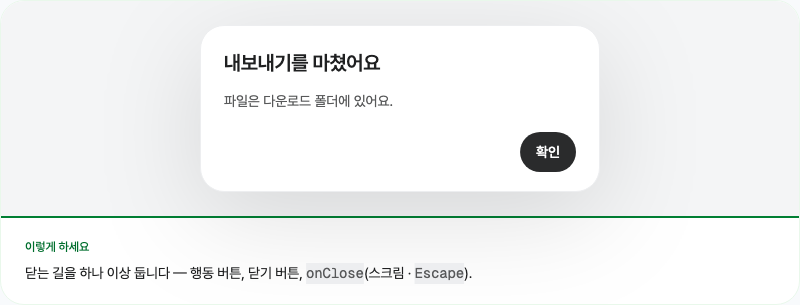 내보내기를 마쳤어요
파일은 다운로드 폴더에 있어요.
확인
이렇게 하세요
닫는 길을 하나 이상 둡니다 — 행동 버튼, 닫기 버튼, onClose(스크림 · Escape).